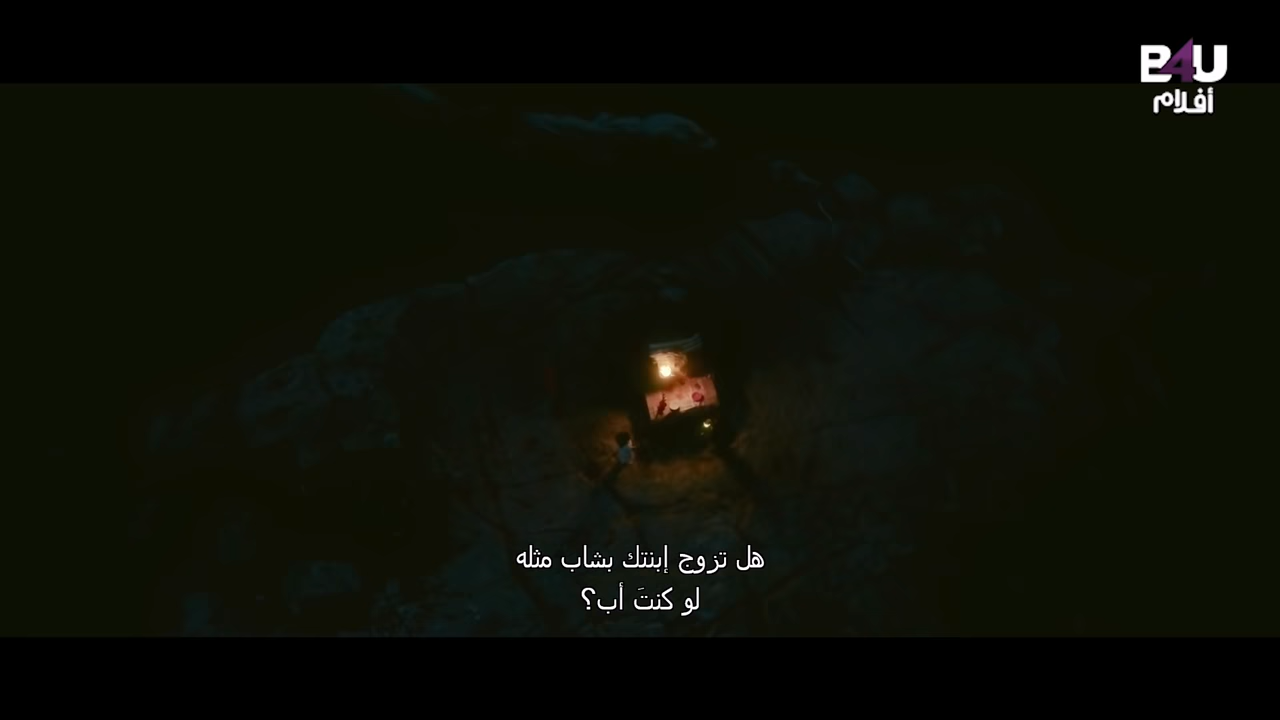 B4U
أفلام
هل تزوج إبنتك بشاب مثله
لو كنتَ أب؟